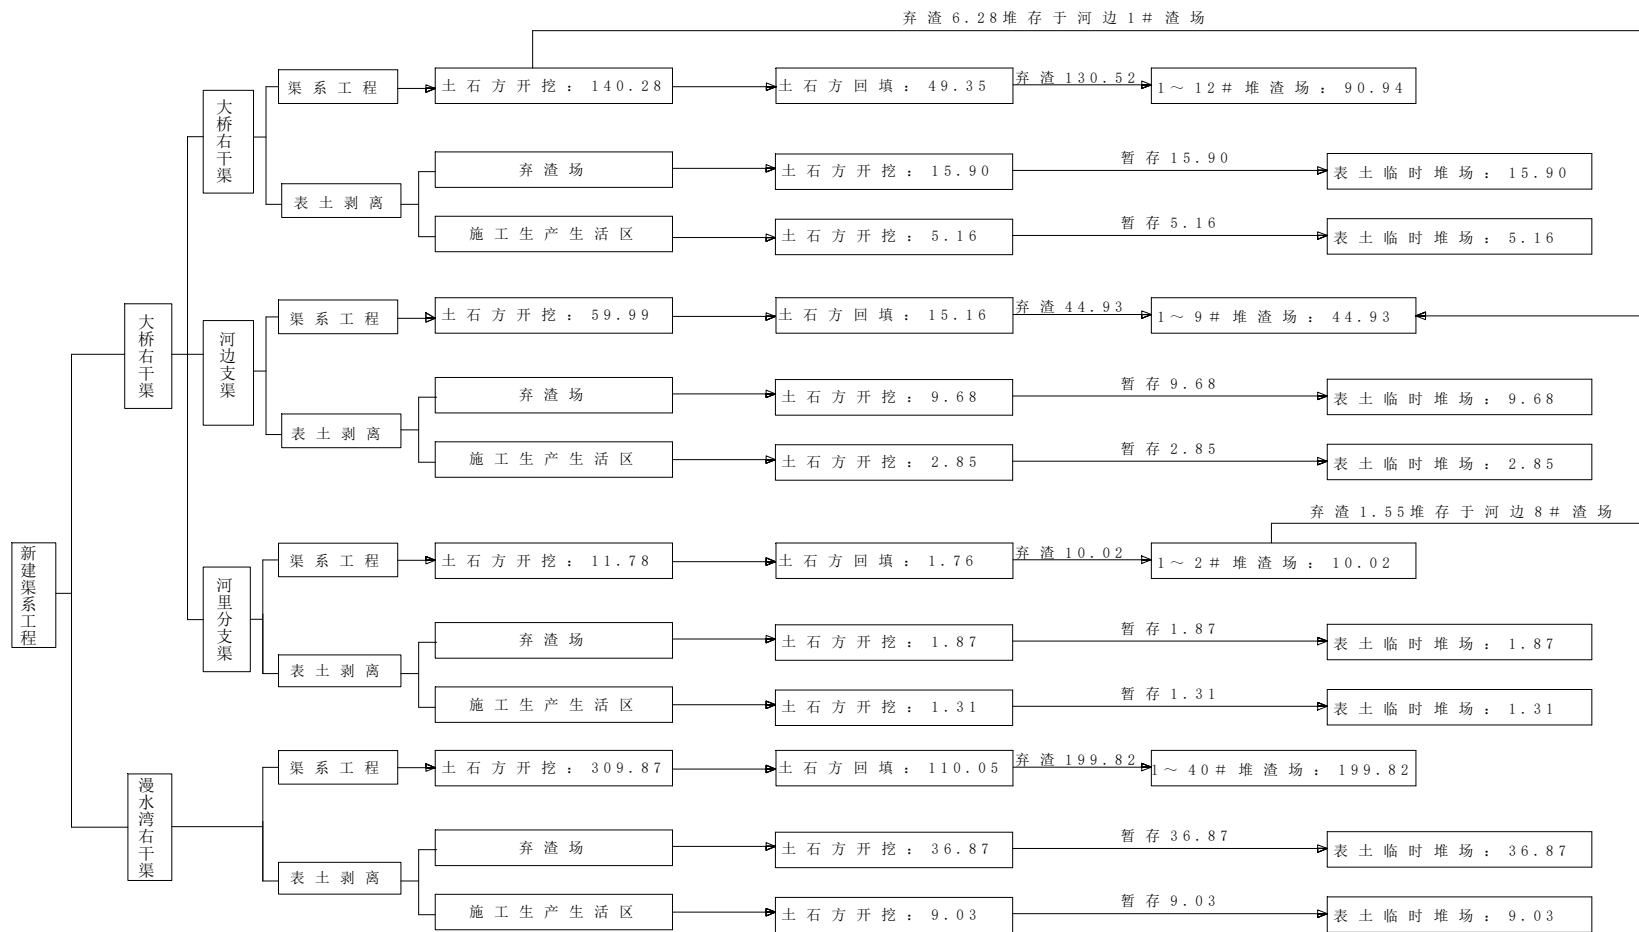 弃渣6.28堆存于河边1#渣场
渠系工程
土石方开挖：140.28
土石方回填：49.35
弃渣130.52
1～12#堆渣场：90.94
大桥右干渠
弃渣场
土石方开挖：15.90
暂存15.90
表土临时堆场：15.90
表土剥离
施工生产生活区
土石方开挖：5.16
暂存5.16
表土临时堆场：5.16
大桥右干渠
渠系工程
土石方开挖：59.99
土石方回填：15.16
弃渣44.93
1～9#堆渣场：44.93
河边支渠
弃渣场
土石方开挖：9.68
暂存9.68
表土临时堆场：9.68
表土剥离
施工生产生活区
土石方开挖：2.85
暂存2.85
表土临时堆场：2.85
弃渣1.55堆存于河边8#渣场
新建渠系工程
渠系工程
土石方开挖：11.78
土石方回填：1.76
弃渣10.02
1～2#堆渣场：10.02
河里分支渠
弃渣场
土石方开挖：1.87
暂存1.87
表土临时堆场：1.87
表土剥离
施工生产生活区
土石方开挖：1.31
暂存1.31
表土临时堆场：1.31
渠系工程
土石方开挖：309.87
土石方回填：110.05
弃渣199.82
1～40#堆渣场：199.82
漫水湾右干渠
弃渣场
土石方开挖：36.87
暂存36.87
表土临时堆场：36.87
表土剥离
施工生产生活区
土石方开挖：9.03
暂存9.03
表土临时堆场：9.03